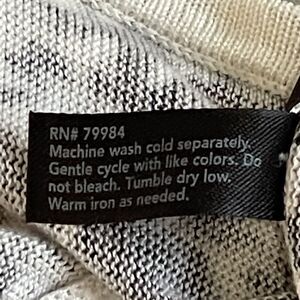 RN# 79984
Machine wash cold separately.
Gentle cycle with like colors. Do
not bleach. Tumble dry low.
Warm iron as needed.